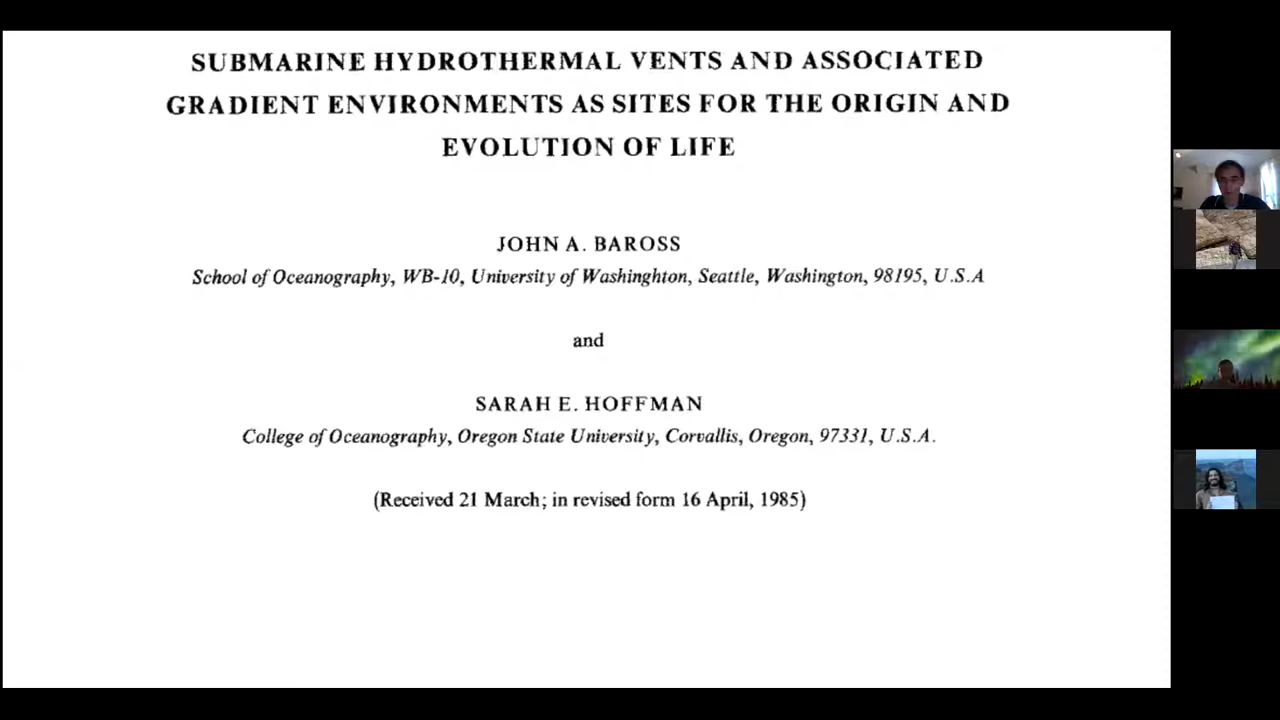 SUBMARINE HYDROTHERMAL VENTS AND ASSOCIATED
GRADIENT ENVIRONMENTS AS SITES FOR THE ORIGIN AND
EVOLUTION OF LIFE
JOHN A. BAROSS
School of Oceanography, WB-10, University of Washinghton, Seattle, Washington, 98195, U.S.A
and
SARAH E. HOFFMAN
College of Oceanography, Oregon State University, Corvallis, Oregon, 97331, U.S.A.
(Received 21 March; in revised form 16 April, 1985)